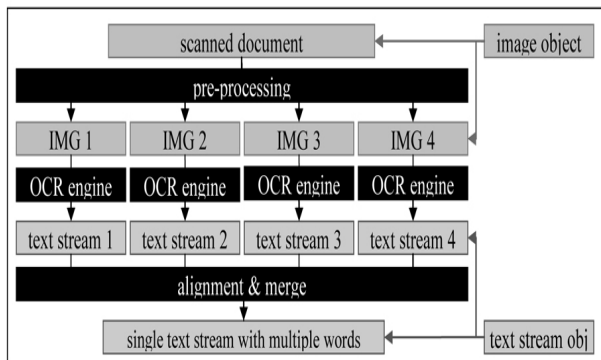 scanned document
image object
pre-processing
IMG 1
IMG 2
IMG 3
IMG 4
OCR engine
OCR engine
OCR engine
OCR engine
text stream 1
text stream 2
text stream 3
text stream 4
alignment & merge
single text stream with multiple words
text stream obj